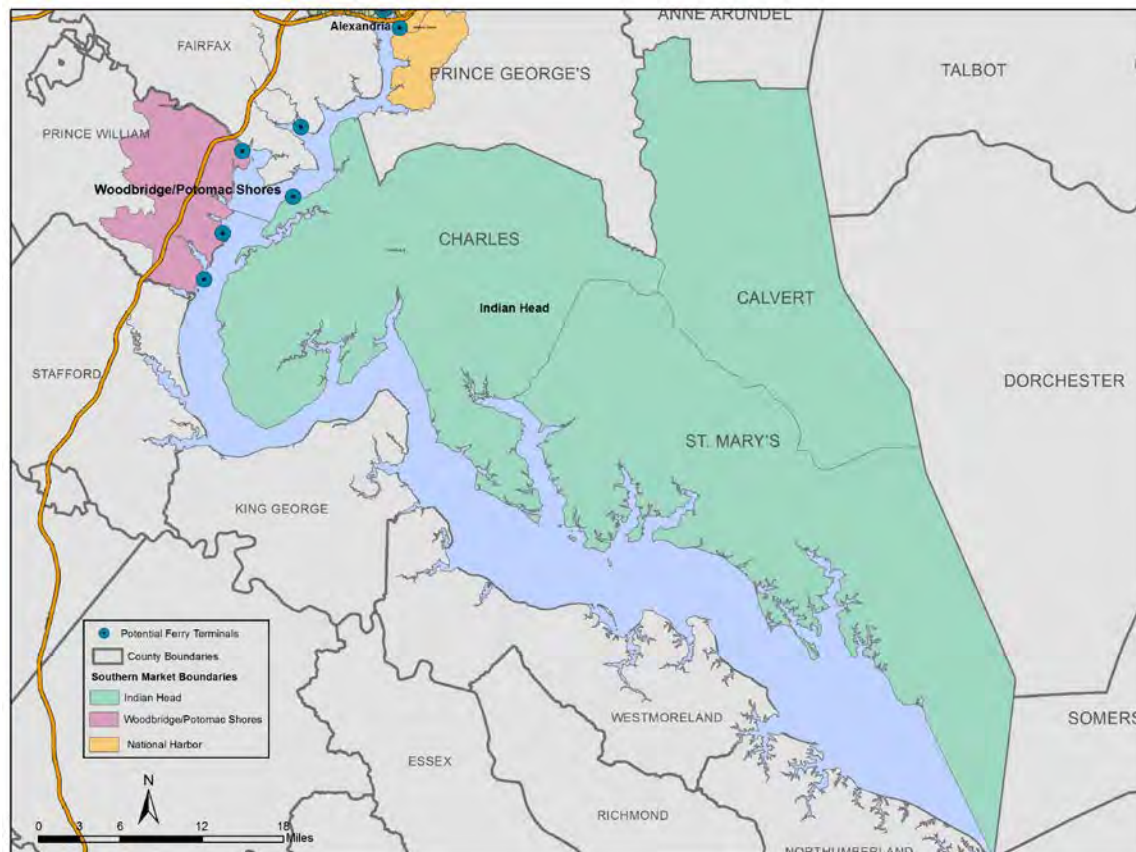 ANNE ARUNDEL
Alexandria
FAIRFAX
PRINCE GEORGE'S
TALBOT
PRINCE WILLIAM
Woodbridge/Potomac Shores
CHARLES
CALVERT
Indian Head
STAFFORD
DORCHESTER
ST. MARY'S
KING GEORGE
Potential Ferry Terminals
County Boundaries
Southern Market Boundaries
Indian Head
Woodbridge/Potomac Shores
National Harbor
WESTMORELAND
SOMERS
ESSEX
RICHMOND
NORTHUMBERLAND
N
0 3 6 12 18
Miles